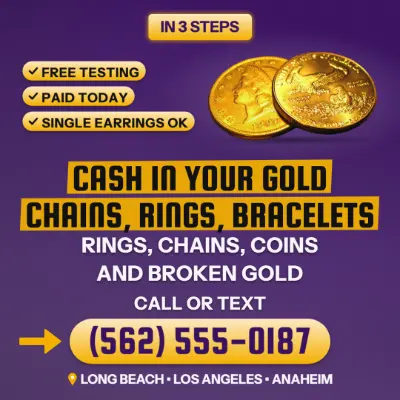 IN 3 STEPS
✓ FREE TESTING
✓ PAID TODAY
✓ SINGLE EARRINGS OK
CASH IN YOUR GOLD
CHAINS, RINGS, BRACELETS
RINGS, CHAINS, COINS
AND BROKEN GOLD
CALL OR TEXT
(562) 555-0187
LONG BEACH • LOS ANGELES • ANAHEIM